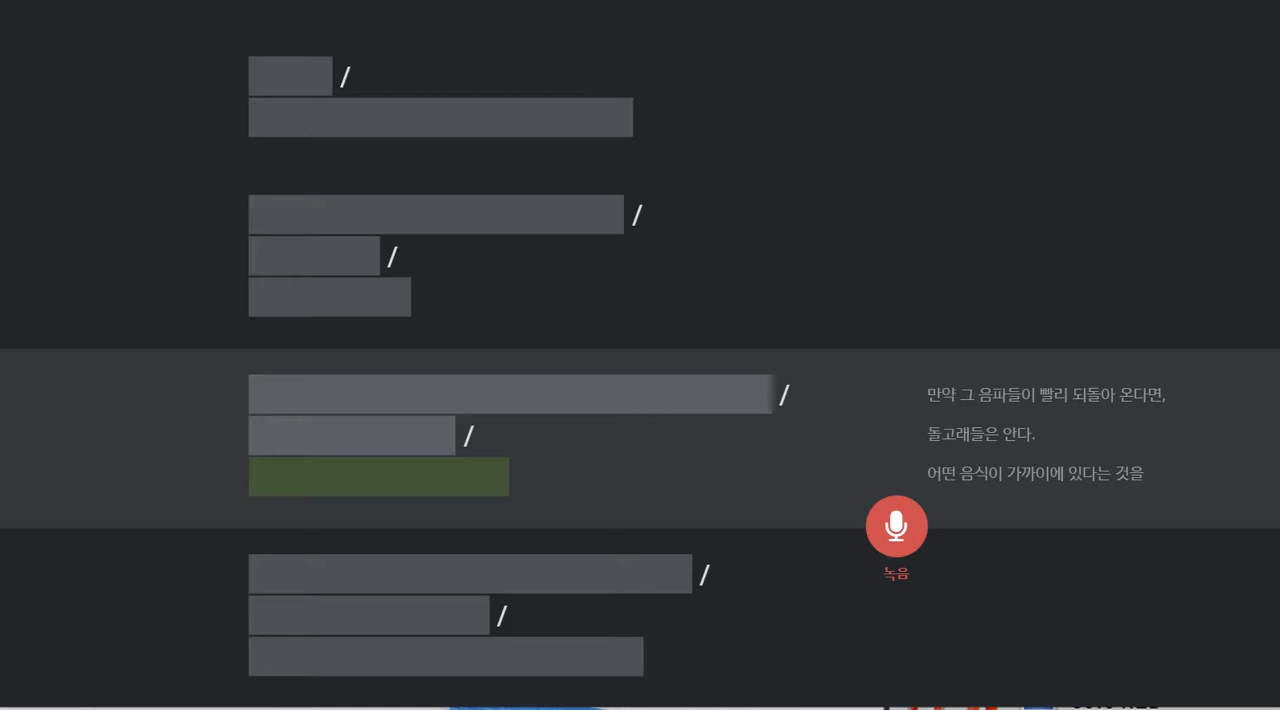 /
/
/
/
만약 그 음파들이 빨리 되돌아 온다면,
/
돌고래들은 안다.
어떤 음식이 가까이에 있다는 것을
녹음
/
/